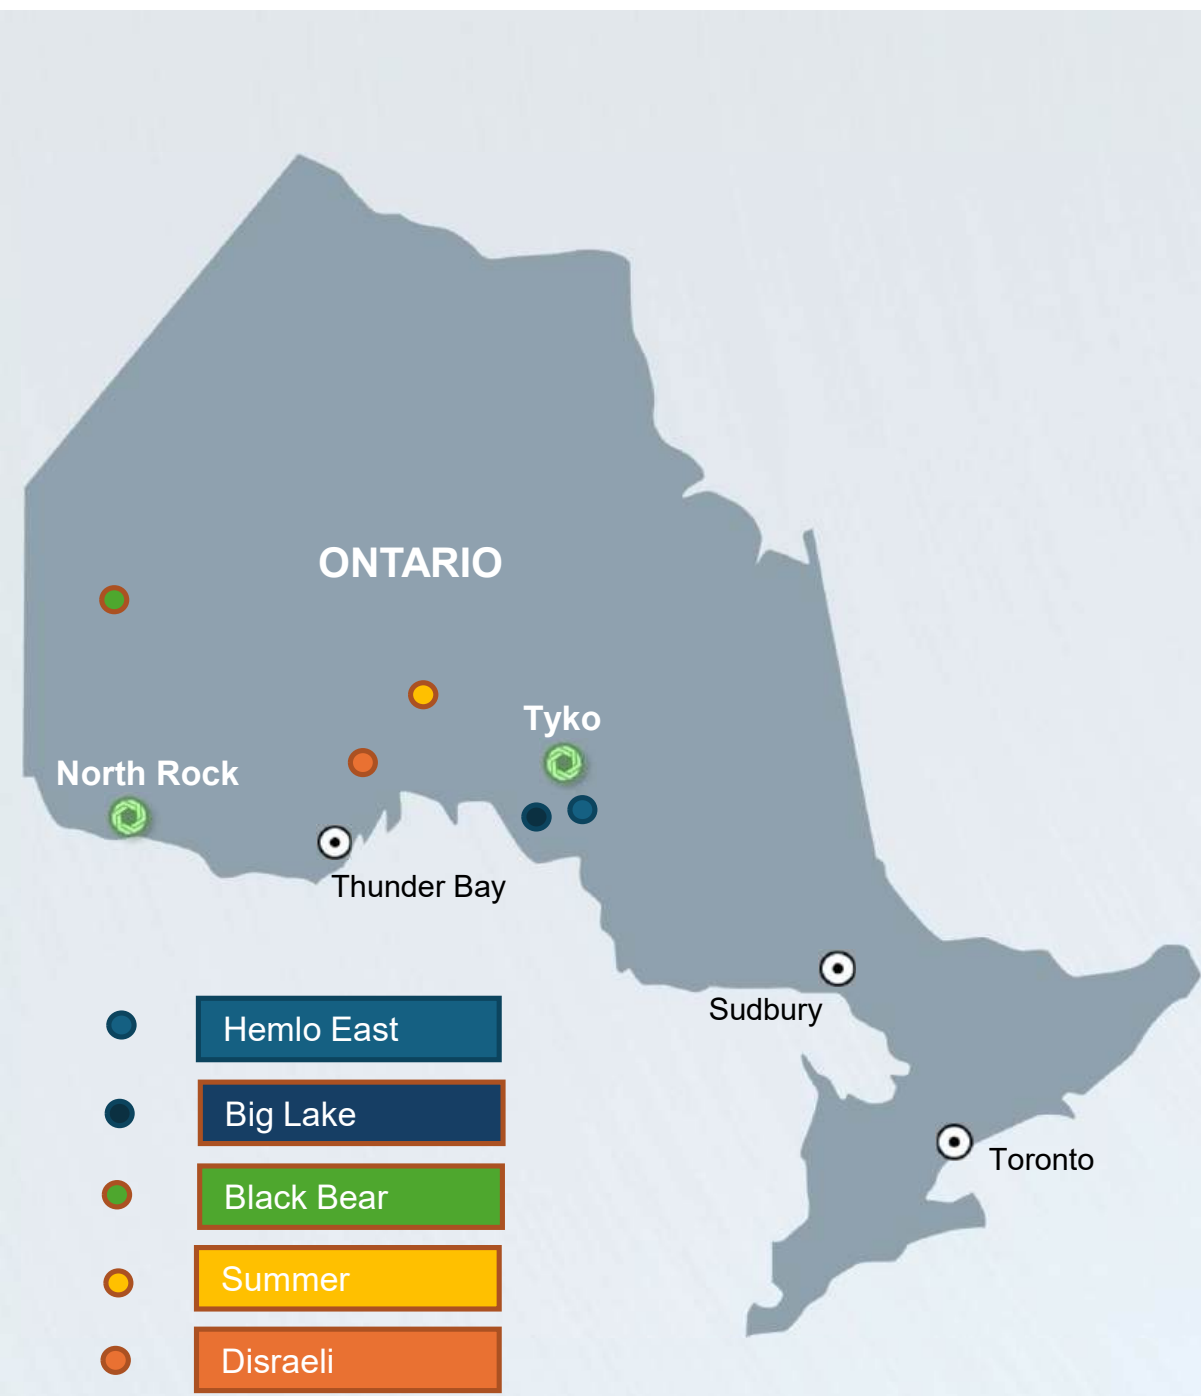 ONTARIO
Tyko
North Rock
Thunder Bay
Sudbury
Toronto
Hemlo East
Big Lake
Black Bear
Summer
Disraeli